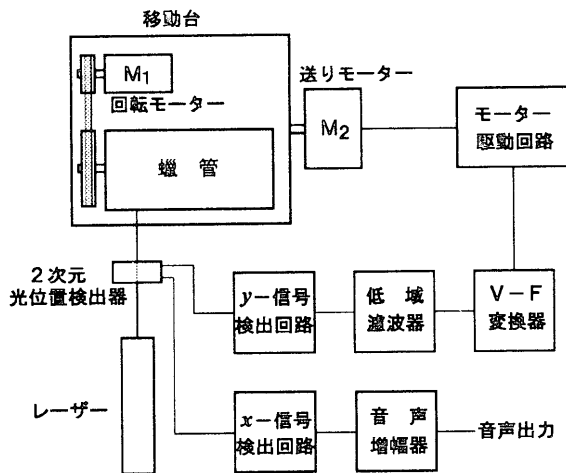 移動台
M1
回転モーター
送りモーター
M2
モーター
駆動回路
蠟 管
2次元
光位置検出器
y−信号
検出回路
低 域
濾波器
V−F
変換器
レーザー
x−信号
検出回路
音 声
増幅器
音声出力